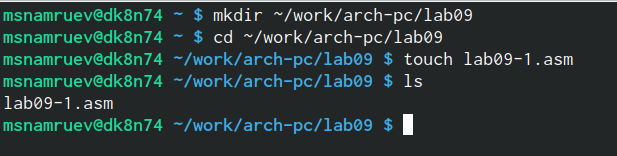 msnamruev@dk8n74 ~ $ mkdir ~/work/arch-pc/lab09
msnamruev@dk8n74 ~ $ cd ~/work/arch-pc/lab09
msnamruev@dk8n74 ~/work/arch-pc/lab09 $ touch lab09-1.asm
msnamruev@dk8n74 ~/work/arch-pc/lab09 $ ls
lab09-1.asm
msnamruev@dk8n74 ~/work/arch-pc/lab09 $